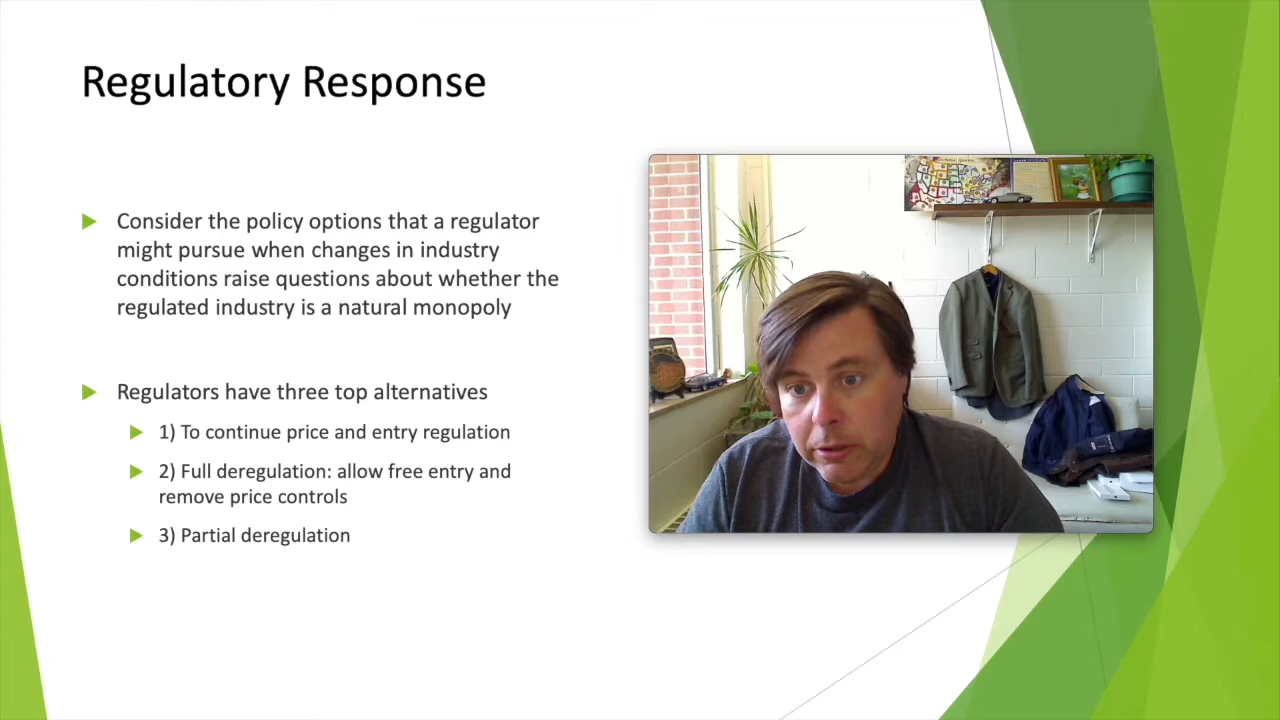 Regulatory Response
Consider the policy options that a regulator
might pursue when changes in industry
conditions raise questions about whether the
regulated industry is a natural monopoly
Regulators have three top alternatives
1) To continue price and entry regulation
2) Full deregulation: allow free entry and
remove price controls
3) Partial deregulation